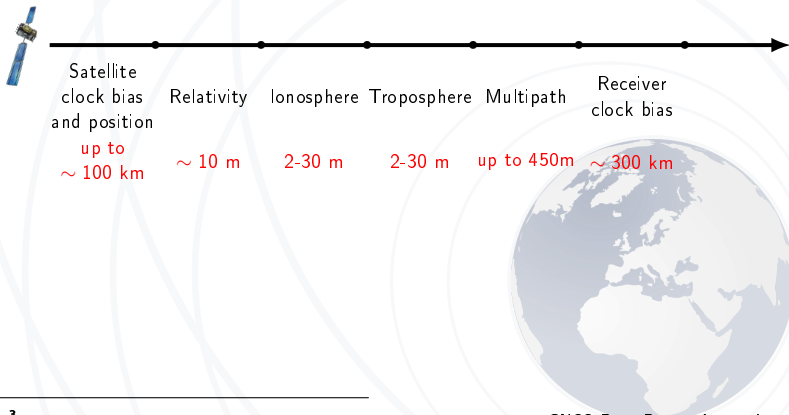 Satellite
clock bias
and position
up to
~ 100 km
Relativity
~ 10 m
Ionosphere
2-30 m
Troposphere
2-30 m
Multipath
up to 450m
Receiver
clock bias
~ 300 km
3